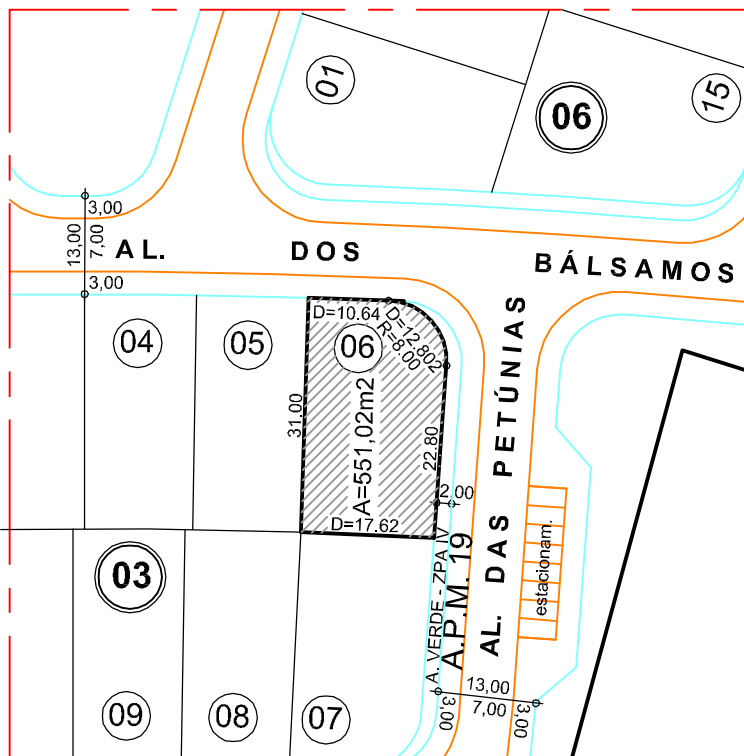 01
06
15
3,00
13,00
7,00
3,00
AL. DOS BÁLSAMOS
04
05
06
D=10.64
D=12.802
R=8.00
31.00
A=551,02m2
22.80
D=17.62
2,00
AL. DAS PETÚNIAS
A. VERDE - ZPA IV
A.P.M. 19
estacionam.
03
09
08
07
13,00
3,00
7,00
3,00